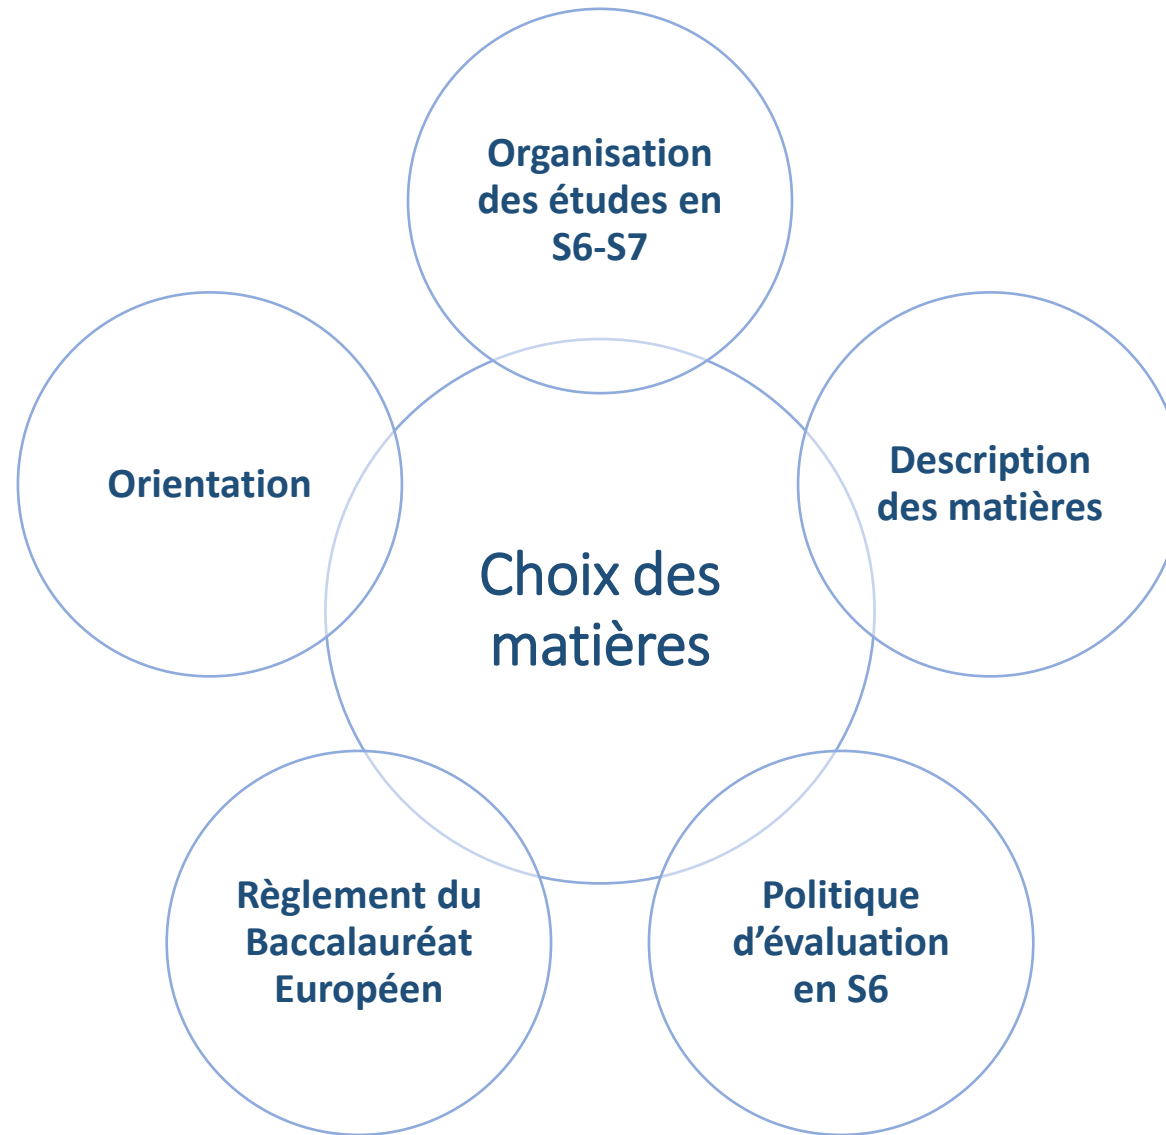 Organisation
des études en
S6-S7
Orientation
Description
des matières
Choix des
matières
Règlement du
Baccalauréat
Européen
Politique
d’évaluation
en S6